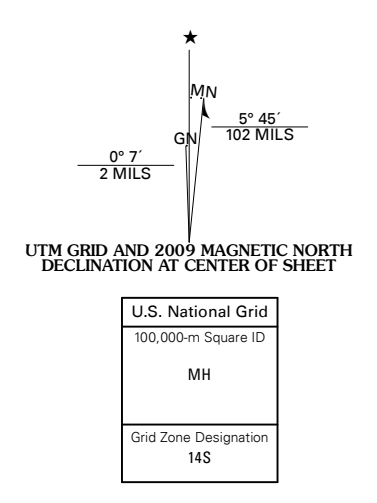 ★
MN
GN
5° 45´
102 MILS
0° 7´
2 MILS
UTM GRID AND 2009 MAGNETIC NORTH
DECLINATION AT CENTER OF SHEET
U.S. National Grid
100,000-m Square ID
MH
Grid Zone Designation
14S